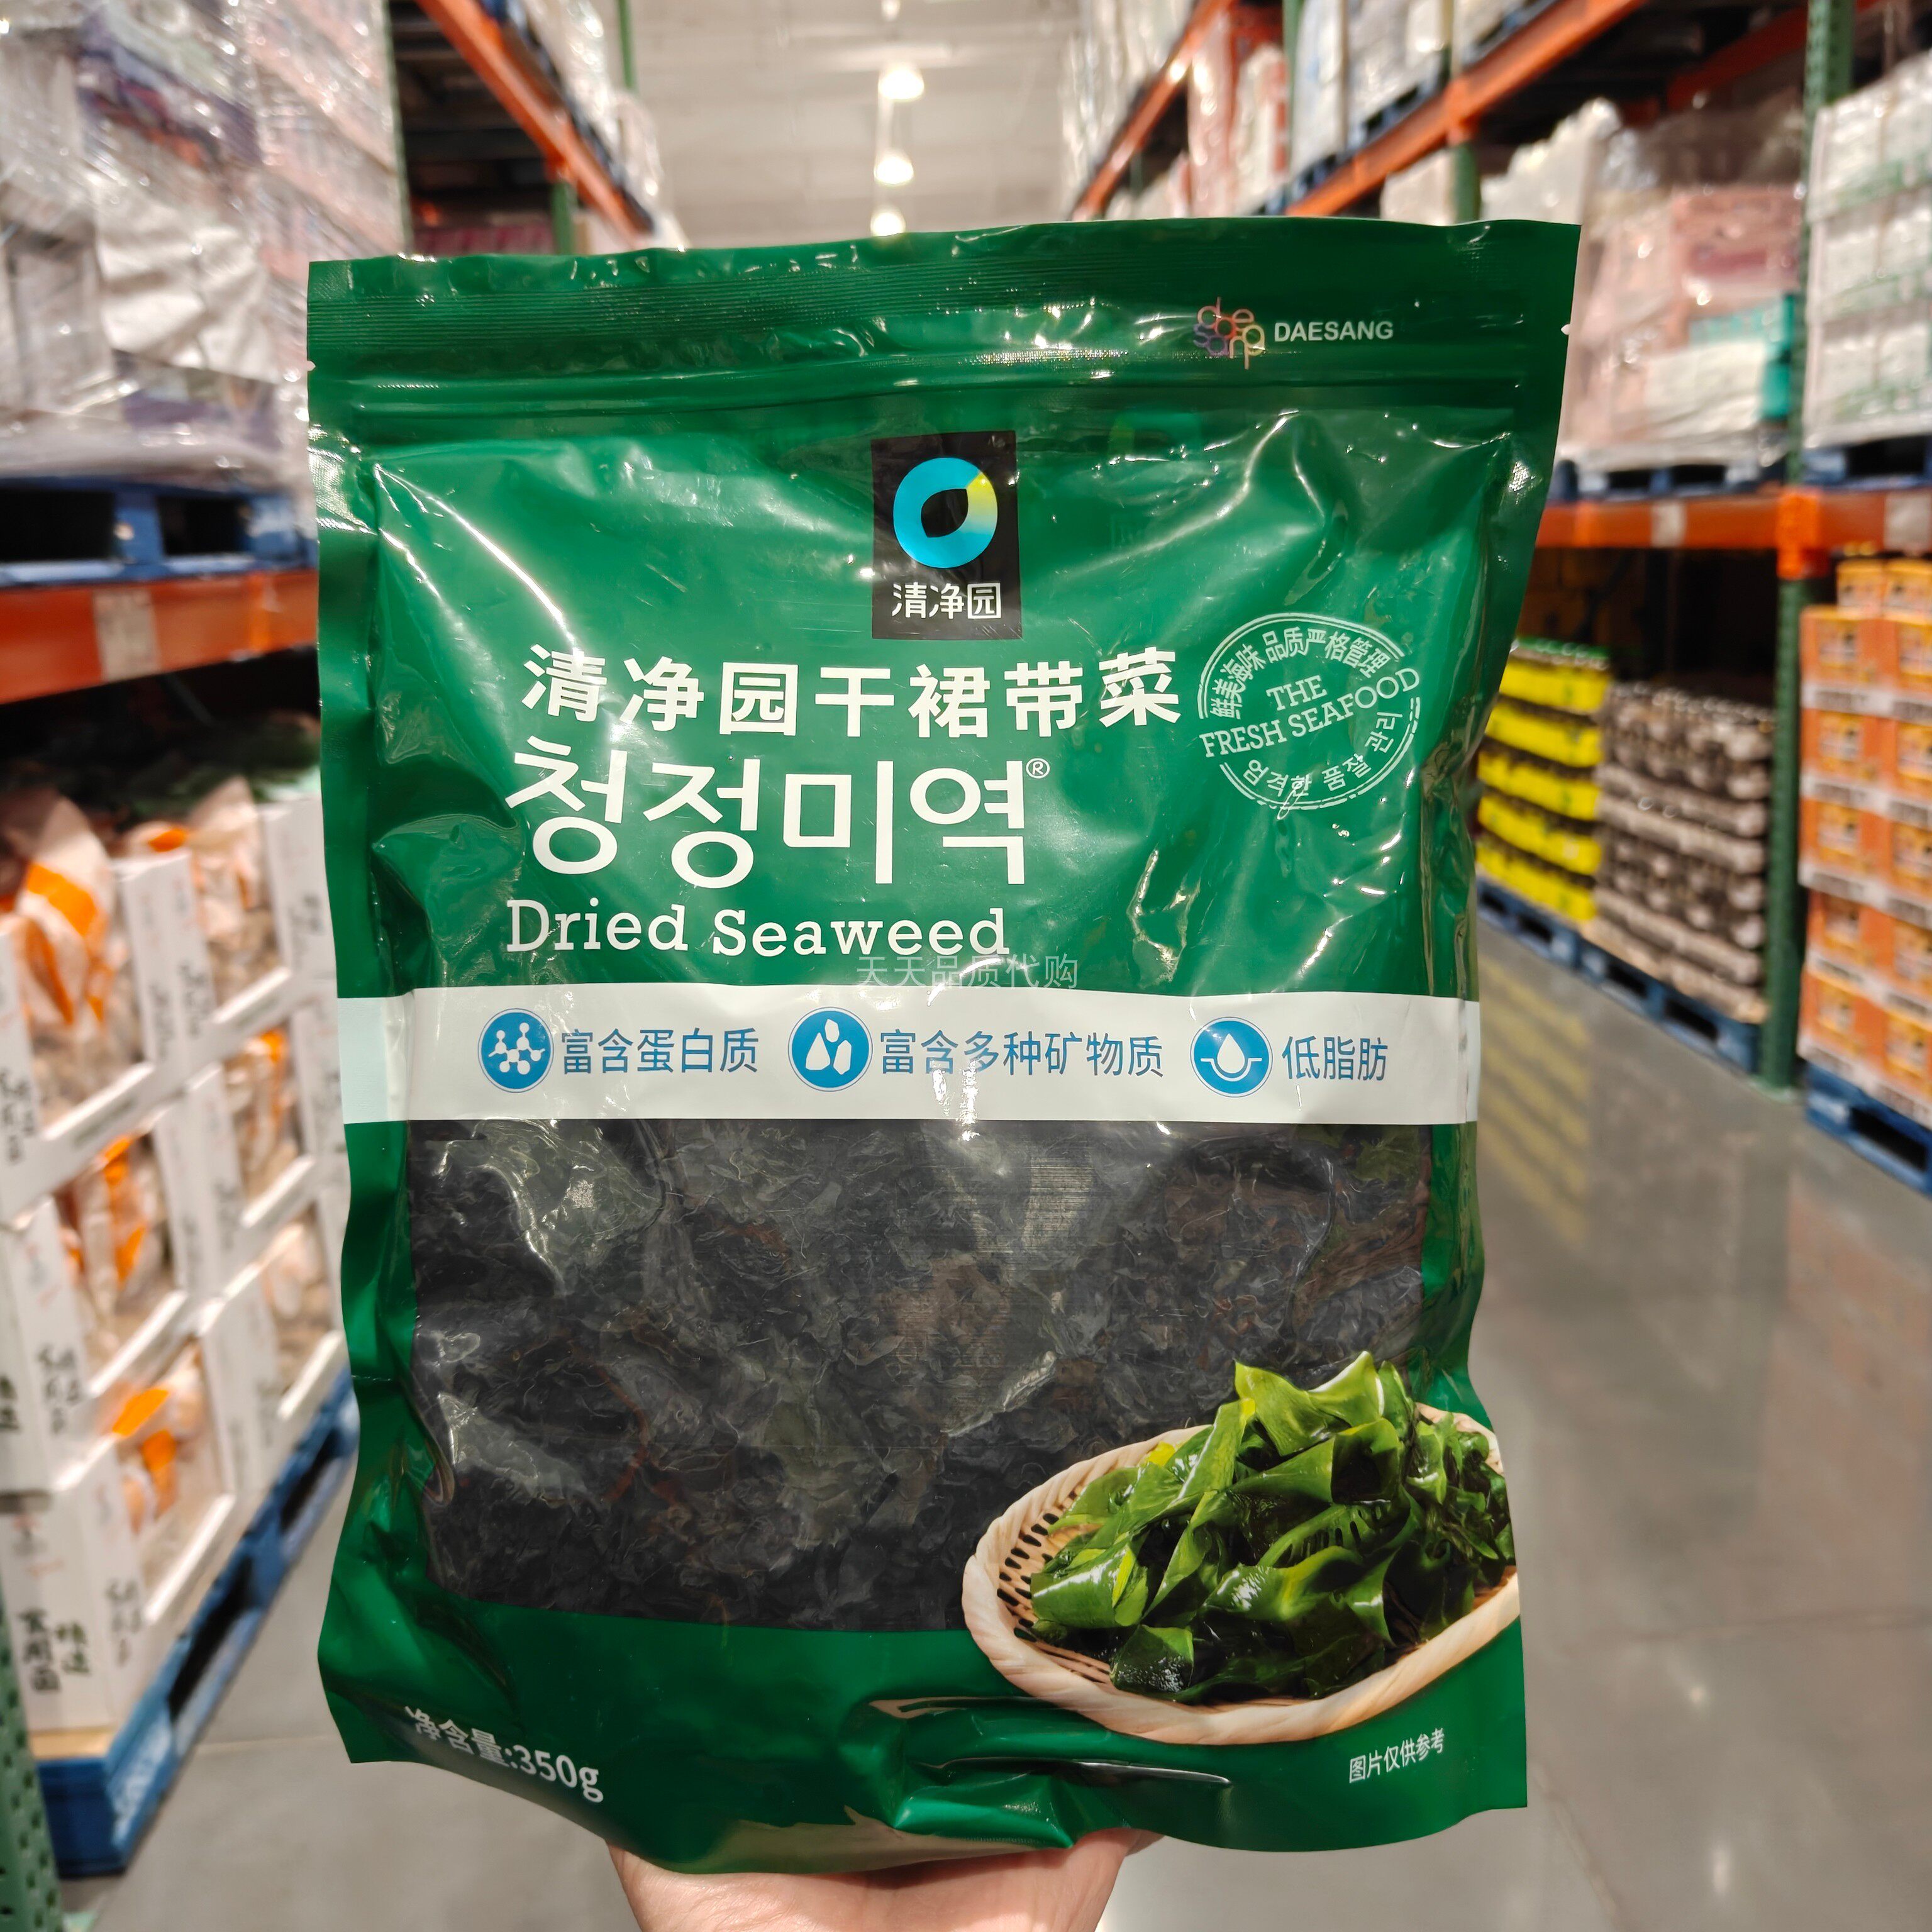 DAESANG
清净园
清净园干裙带菜
청정미역®
Dried Seaweed
鲜美海味 品质严格管理
THE
FRESH SEAFOOD
엄격한 품질 관리
天天品质代购
富含蛋白质
富含多种矿物质
低脂肪
净含量:350g
图片仅供参考